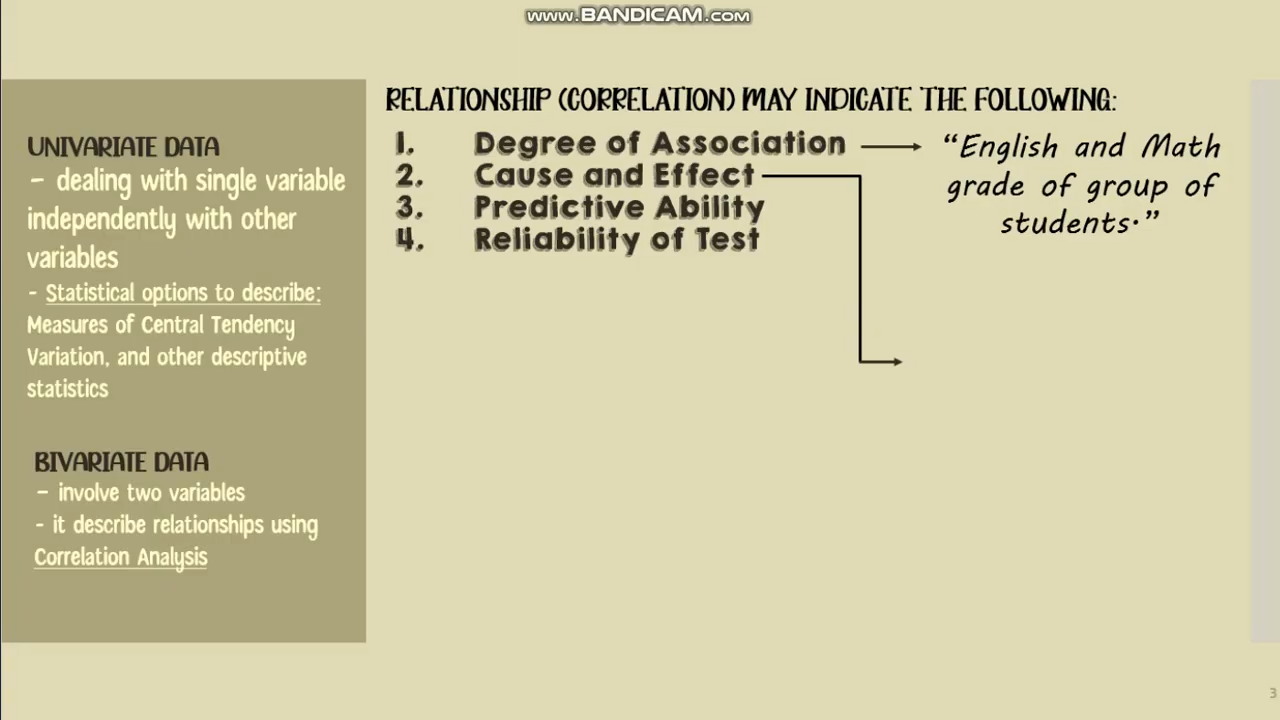 www.BANDICAM.com
UNIVARIATE DATA
- dealing with single variable
independently with other
variables
- Statistical options to describe:
Measures of Central Tendency
Variation, and other descriptive
statistics
BIVARIATE DATA
- involve two variables
- it describe relationships using
Correlation Analysis
RELATIONSHIP (CORRELATION) MAY INDICATE THE FOLLOWING:
1. Degree of Association
2. Cause and Effect
3. Predictive Ability
4. Reliability of Test
“English and Math
grade of group of
students.”
3